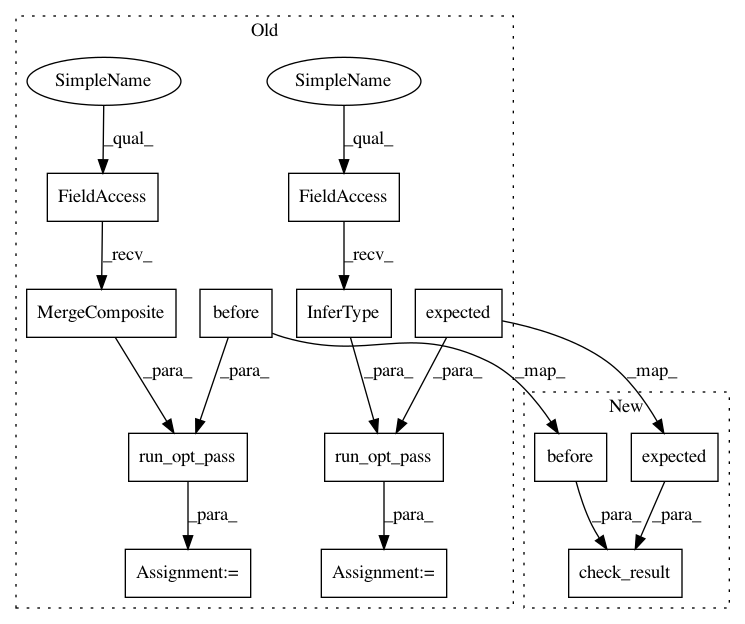 Old
SimpleName
SimpleName
_qual_
_qual_
FieldAccess
FieldAccess
_recv_
_recv_
MergeComposite
before
InferType
expected
_para_
_para_
_para_
_para_
_map_
_map_
New
run_opt_pass
run_opt_pass
before
expected
_para_
_para_
_para_
_para_
Assignment:=
Assignment:=
check_result